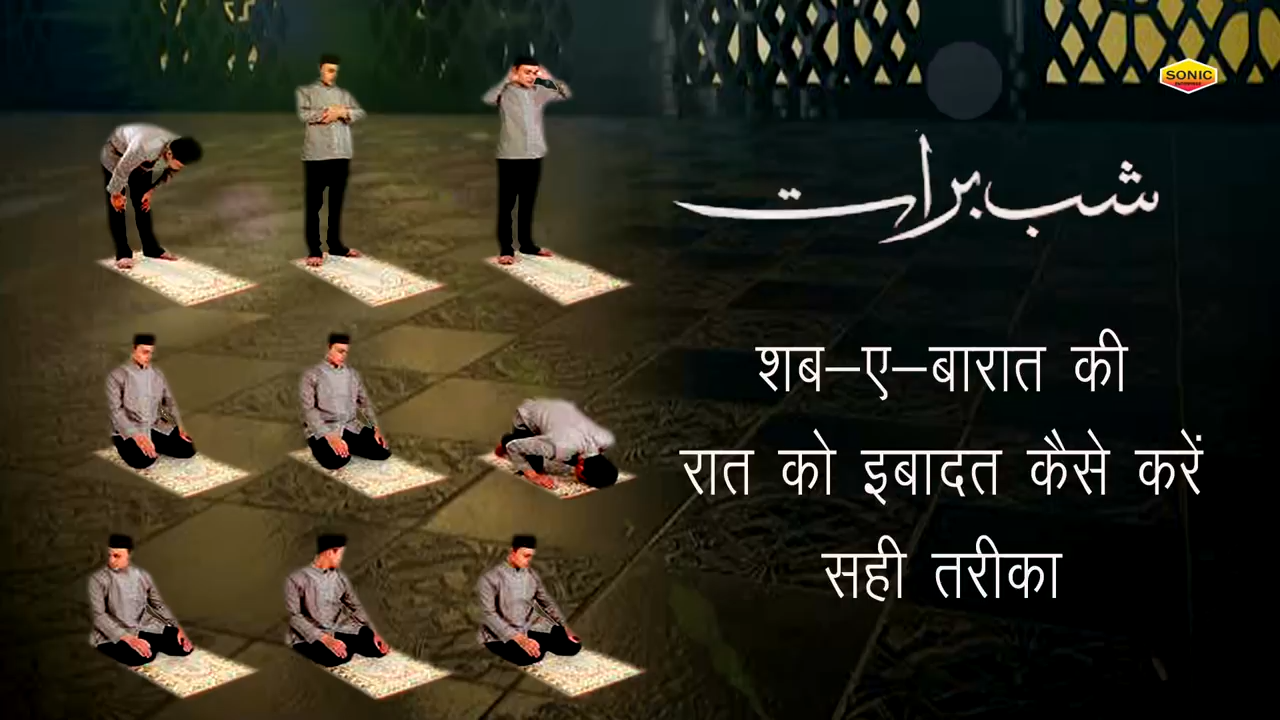 SONIC
شب برات
शब-ए-बारात की
रात को इबादत कैसे करें
सही तरीका